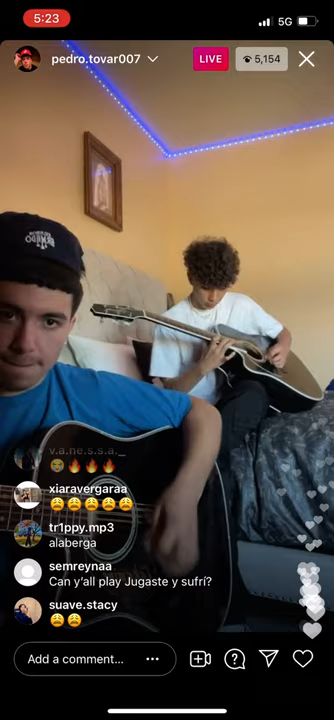 5:23
5G
pedro.tovar007
LIVE
5,154
v.a.ne.s.s.a._
😭🔥🔥🔥
xiaravergaraa
😩😩😩😩😩
tr1ppy.mp3
alaberga
semreynaa
Can y'all play Jugaste y sufrí?
suave.stacy
😩😩
Add a comment...